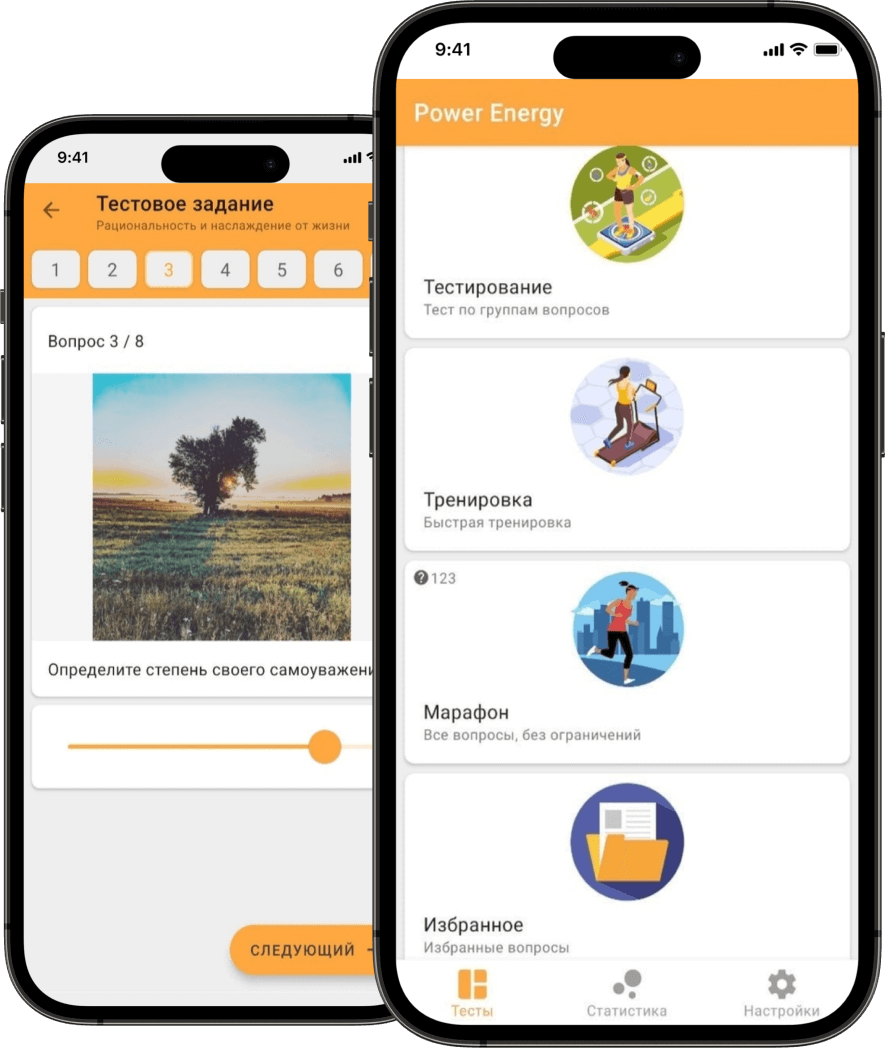 9:41
Тестовое задание
Рациональность и наслаждение от жизни
1 2 3 4 5 6
Вопрос 3 / 8
Определите степень своего самоуважени
СЛЕДУЮЩИЙ
9:41
Power Energy
Тестирование
Тест по группам вопросов
Тренировка
Быстрая тренировка
123
Марафон
Все вопросы, без ограничений
Избранное
Избранные вопросы
Тесты Статистика Настройки